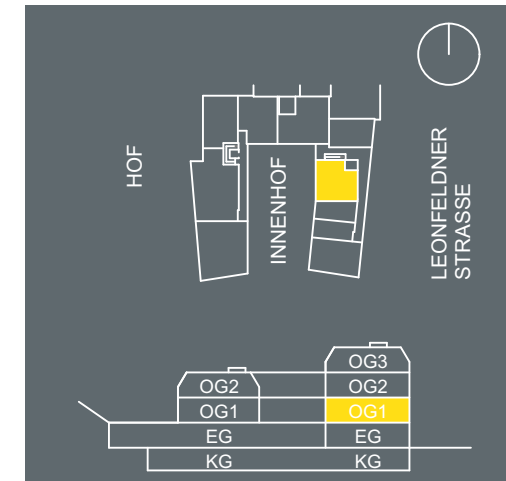 HOF
INNENHOF
LEONFELDNER
STRASSE
OG3
OG2 OG2
OG1 OG1
EG EG
KG KG